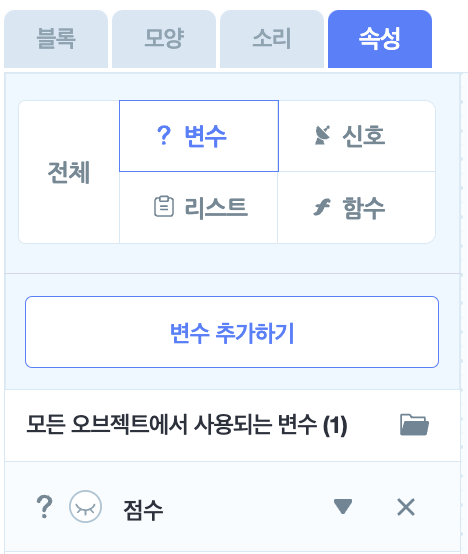 블록 모양 소리 속성
전체
? 변수 신호
리스트 함수
변수 추가하기
모든 오브젝트에서 사용되는 변수 (1)
? 점수